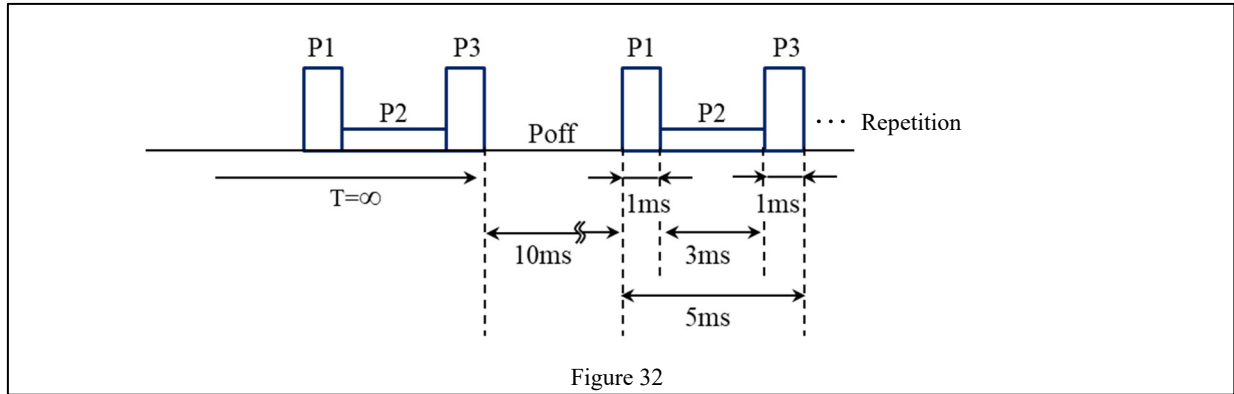 P1 P3 P1 P3
P2 P2 ··· Repetition
Poff
T=∞ 1ms 1ms
10ms 3ms
5ms
Figure 32